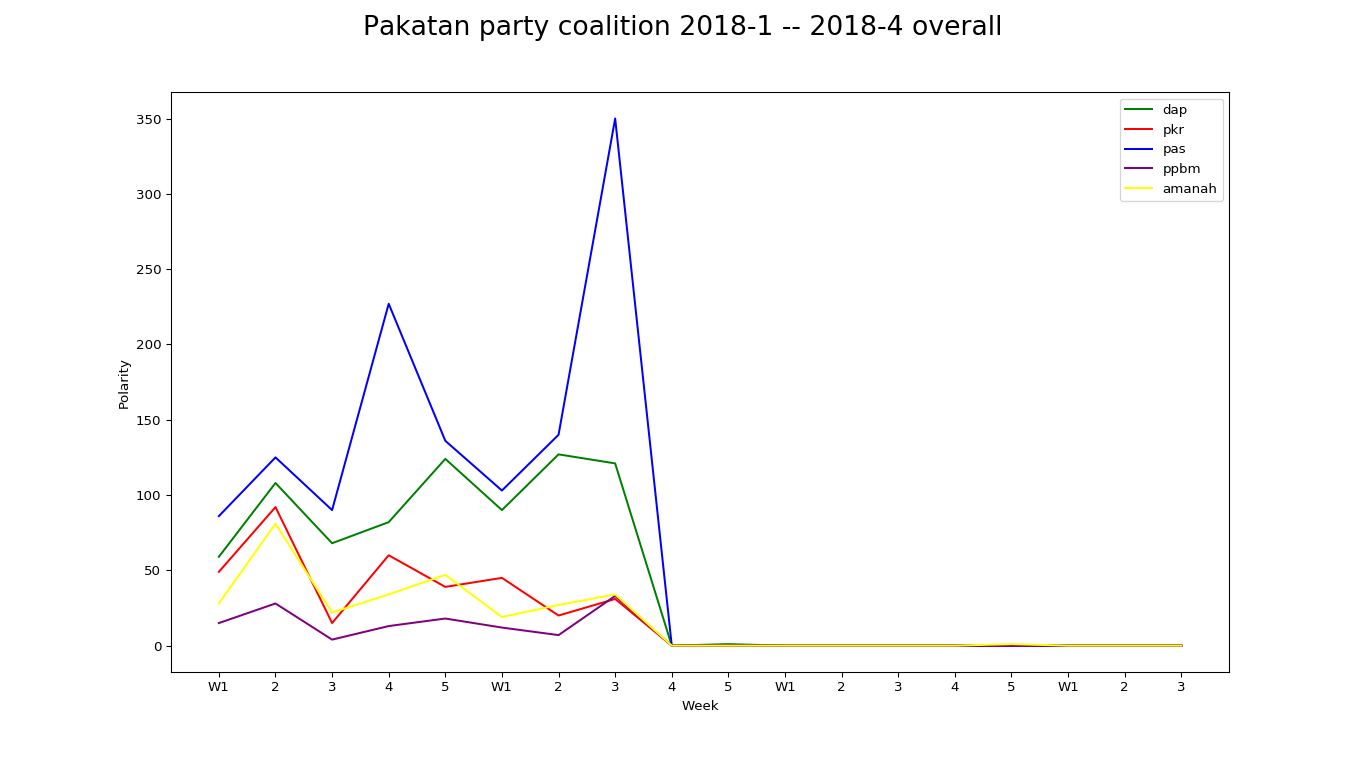 Pakatan party coalition 2018-1 -- 2018-4 overall
350
300
250
200
150
100
50
0
Polarity
dap
pkr
pas
ppbm
amanah
W1 2 3 4 5 W1 2 3 4 5 W1 2 3 4 5 W1 2 3
Week